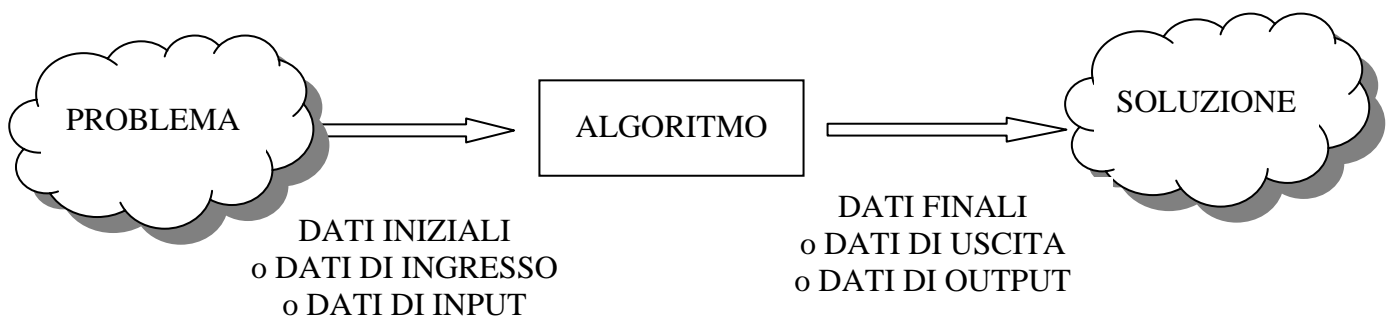 PROBLEMA
ALGORITMO
SOLUZIONE
DATI INIZIALI
o DATI DI INGRESSO
o DATI DI INPUT
DATI FINALI
o DATI DI USCITA
o DATI DI OUTPUT